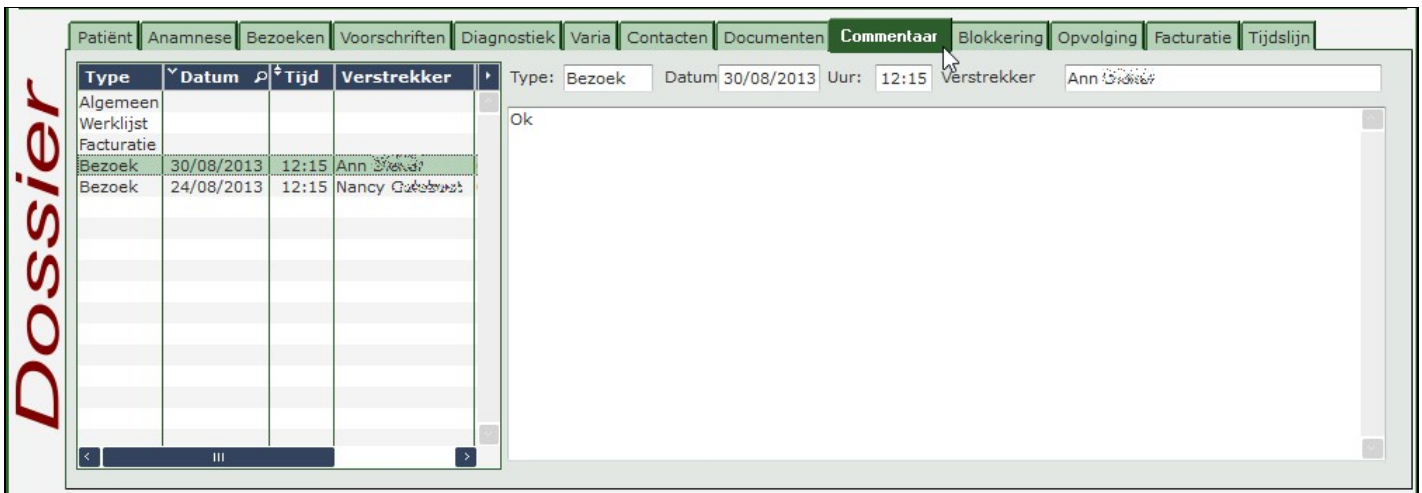 Dossier
Patiënt Anamnese Bezoeken Voorschriften Diagnostiek Varia Contacten Documenten Commentaar Blokkering Opvolging Facturatie Tijdslijn
Type Datum Tijd Verstrekker
Algemeen
Werklijst
Facturatie
Bezoek 30/08/2013 12:15 Ann
Bezoek 24/08/2013 12:15 Nancy
Type: Bezoek Datum 30/08/2013 Uur: 12:15 Verstrekker Ann
Ok